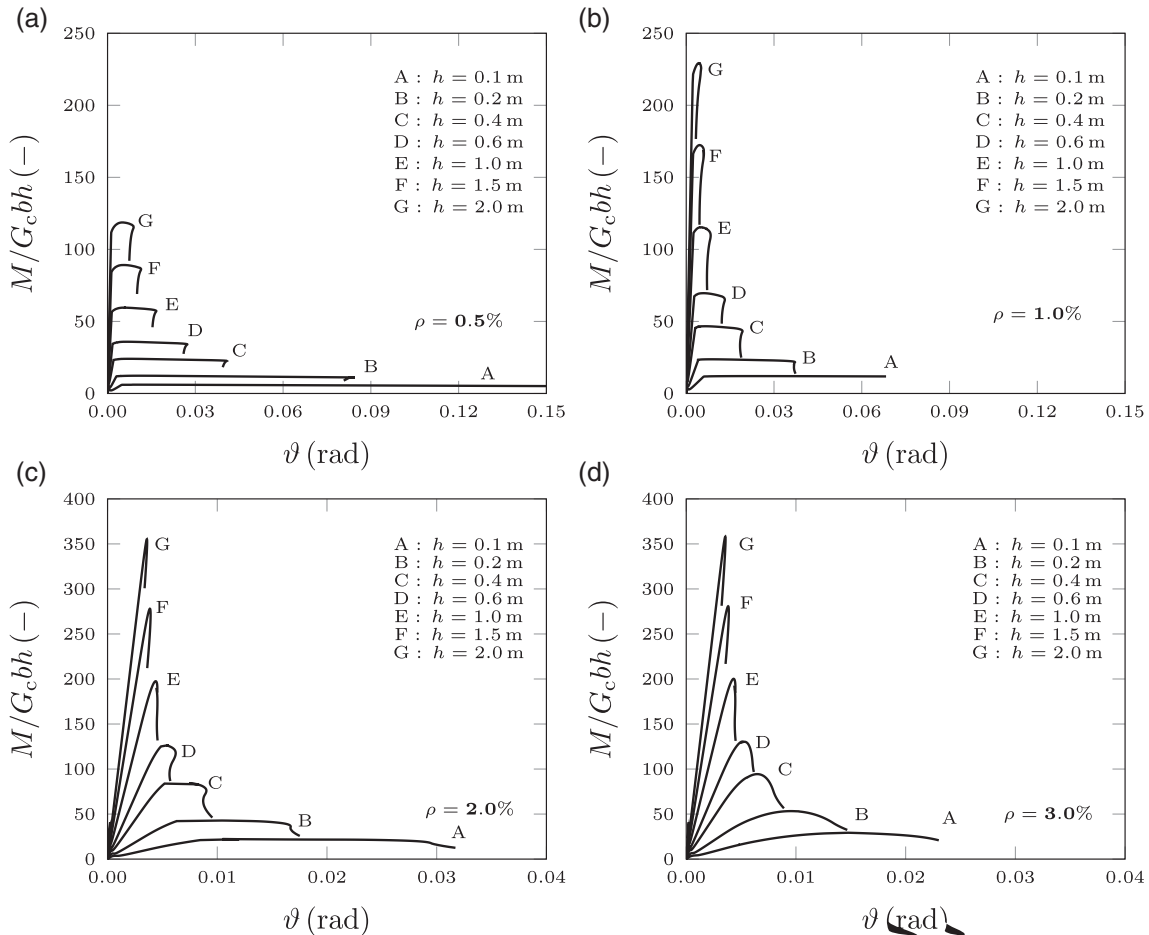 (a)
M/G_c bh (−)
250
200
150
100
50
0
0.00 0.03 0.06 0.09 0.12 0.15
ϑ (rad)
A : h = 0.1 m
B : h = 0.2 m
C : h = 0.4 m
D : h = 0.6 m
E : h = 1.0 m
F : h = 1.5 m
G : h = 2.0 m
G
F
E
D
C
B
A
ρ = 0.5%
(b)
M/G_c bh (−)
250
200
150
100
50
0
0.00 0.03 0.06 0.09 0.12 0.15
ϑ (rad)
A : h = 0.1 m
B : h = 0.2 m
C : h = 0.4 m
D : h = 0.6 m
E : h = 1.0 m
F : h = 1.5 m
G : h = 2.0 m
G
F
E
D
C
B
A
ρ = 1.0%
(c)
M/G_c bh (−)
400
350
300
250
200
150
100
50
0
0.00 0.01 0.02 0.03 0.04
ϑ (rad)
A : h = 0.1 m
B : h = 0.2 m
C : h = 0.4 m
D : h = 0.6 m
E : h = 1.0 m
F : h = 1.5 m
G : h = 2.0 m
G
F
E
D
C
B
A
ρ = 2.0%
(d)
M/G_c bh (−)
400
350
300
250
200
150
100
50
0
0.00 0.01 0.02 0.03 0.04
ϑ (rad)
A : h = 0.1 m
B : h = 0.2 m
C : h = 0.4 m
D : h = 0.6 m
E : h = 1.0 m
F : h = 1.5 m
G : h = 2.0 m
G
F
E
D
C
B
A
ρ = 3.0%